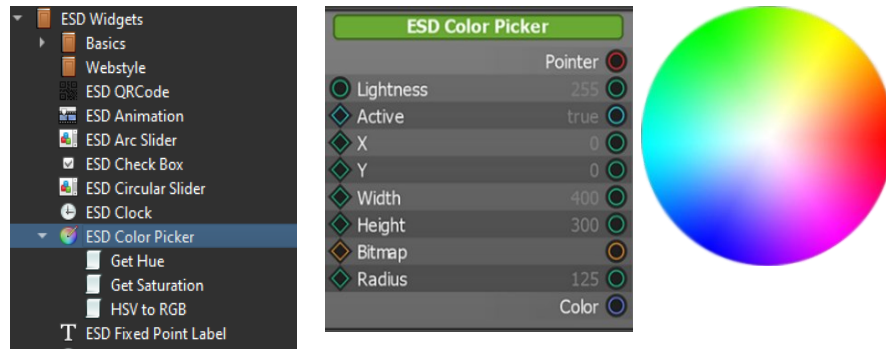 ESD Widgets
Basics
Webstyle
ESD QRCode
ESD Animation
ESD Arc Slider
ESD Check Box
ESD Circular Slider
ESD Clock
ESD Color Picker
Get Hue
Get Saturation
HSV to RGB
T ESD Fixed Point Label
ESD Color Picker
Pointer
Lightness 255
Active true
X 0
Y 0
Width 400
Height 300
Bitmap
Radius 125
Color